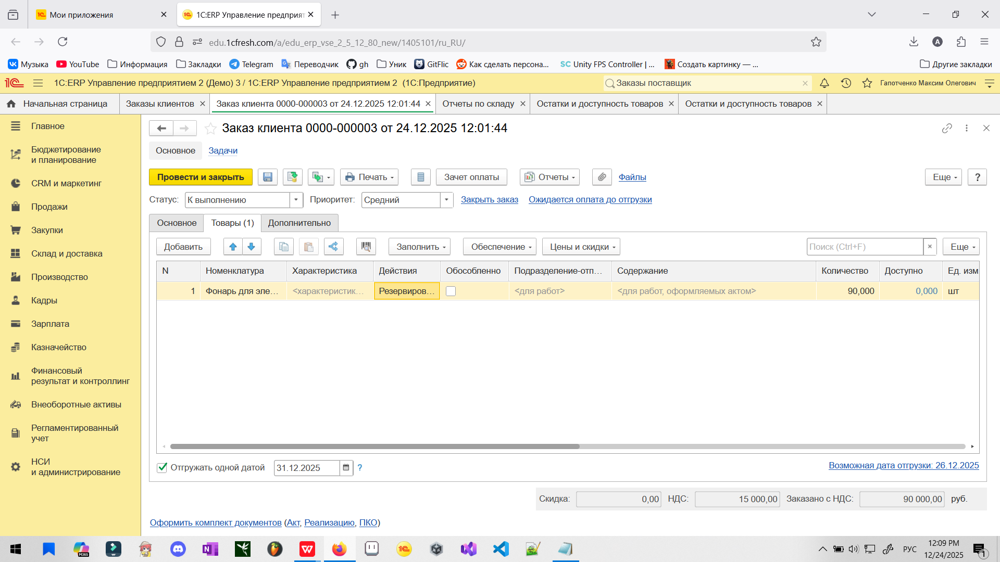 Мои приложения
1С:ERP Управление предприят
edu.1cfresh.com/a/edu_erp_vse_2_5_12_80_new/1405101/ru_RU/
A
Музыка YouTube Информация Закладки Telegram Переводчик gh Уник GitFlic Как сделать персона... SC Unity FPS Controller | ... Создать картинку — ... Другие закладки
1С:ERP Управление предприятием 2 (Демо) 3 / 1С:ERP Управление предприятием 2 (1С:Предприятие)
Заказы поставщик
Гапотченко Максим Олегович
Начальная страница
Заказы клиентов
Заказ клиента 0000-000003 от 24.12.2025 12:01:44
Отчеты по складу
Остатки и доступность товаров
Остатки и доступность товаров
Главное
Бюджетирование
и планирование
CRM и маркетинг
Продажи
Закупки
Склад и доставка
Производство
Кадры
Зарплата
Казначейство
Финансовый
результат и контроллинг
Внеоборотные активы
Регламентированный
учет
НСИ
и администрирование
Заказ клиента 0000-000003 от 24.12.2025 12:01:44
Основное Задачи
Провести и закрыть Печать Зачет оплаты Отчеты Файлы Еще ?
Статус: К выполнению Приоритет: Средний Закрыть заказ Ожидается оплата до отгрузки
Основное Товары (1) Дополнительно
Добавить Заполнить Обеспечение Цены и скидки Поиск (Ctrl+F) × Еще
N Номенклатура Характеристика Действия Обособленно Подразделение-отп... Содержание Количество Доступно Ед. изм
1 Фонарь для эле... <характеристик... Резервиров... <для работ> <для работ, оформляемых актом> 90,000 0,000 шт
Отгружать одной датой 31.12.2025 ? Возможная дата отгрузки: 26.12.2025
Скидка: 0,00 НДС: 15 000,00 Заказано с НДС: 90 000,00 руб.
Оформить комплект документов (Акт, Реализацию, ПКО)
M365
РУС
12:09 PM
12/24/2025
1